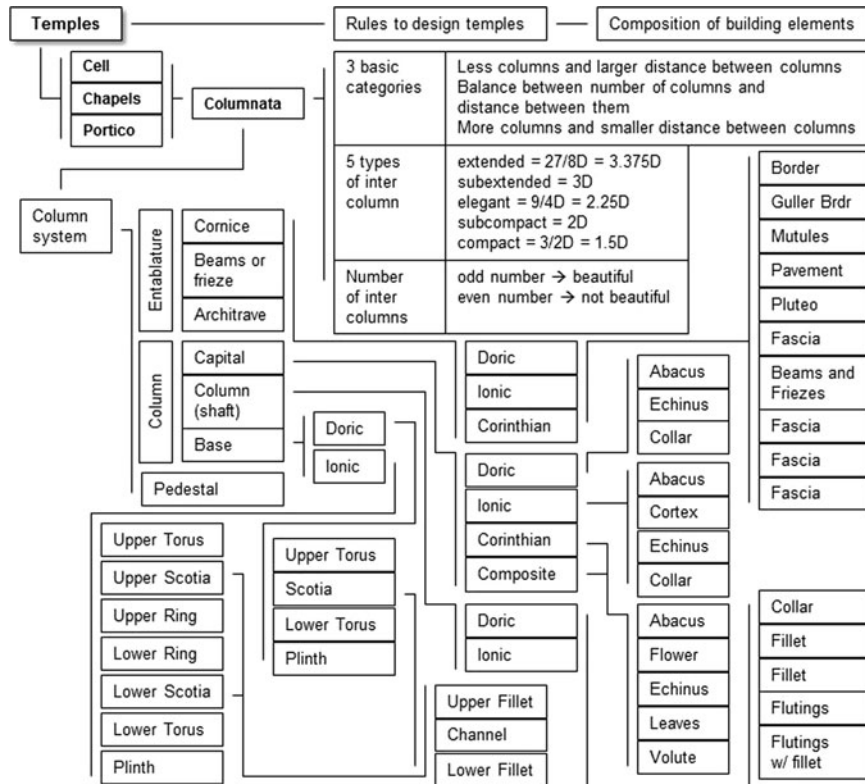 Temples
Rules to design temples
Composition of building elements
Cell
Chapels
Portico
Columnata
3 basic
categories
Less columns and larger distance between columns
Balance between number of columns and
distance between them
More columns and smaller distance between columns
5 types
of inter
column
extended = 27/8D = 3.375D
subextended = 3D
elegant = 9/4D = 2.25D
subcompact = 2D
compact = 3/2D = 1.5D
Number
of inter
columns
odd number → beautiful
even number → not beautiful
Column
system
Entablature
Cornice
Beams or
frieze
Architrave
Column
Capital
Column
(shaft)
Base
Pedestal
Doric
Ionic
Doric
Ionic
Corinthian
Border
Guller Brdr
Mutules
Pavement
Pluteo
Fascia
Beams and
Friezes
Fascia
Fascia
Fascia
Doric
Ionic
Corinthian
Composite
Abacus
Echinus
Collar
Abacus
Cortex
Echinus
Collar
Abacus
Flower
Echinus
Leaves
Volute
Upper Torus
Upper Scotia
Upper Ring
Lower Ring
Lower Scotia
Lower Torus
Plinth
Upper Torus
Scotia
Lower Torus
Plinth
Doric
Ionic
Upper Fillet
Channel
Lower Fillet
Collar
Fillet
Fillet
Flutings
Flutings
w/ fillet